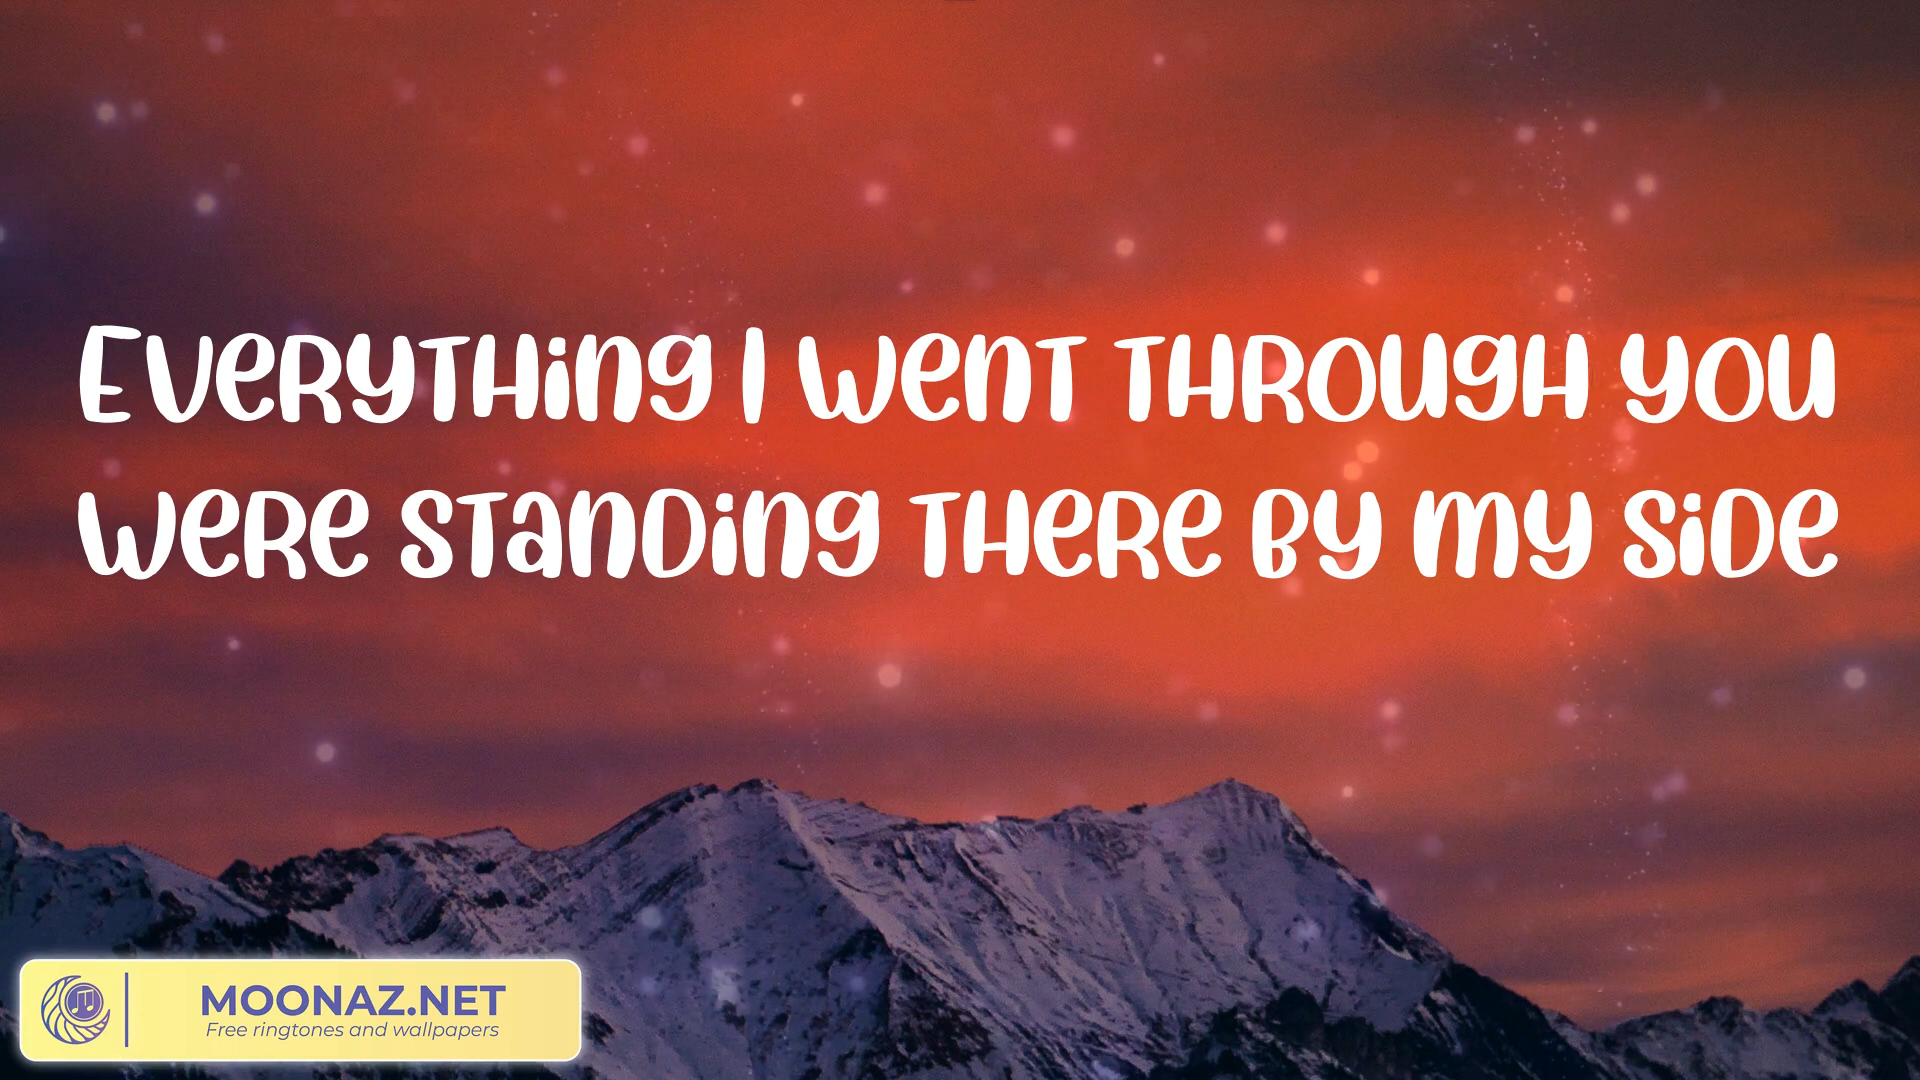 Everything I went through you
were standing there by my side
MOONAZ.NET
Free ringtones and wallpapers